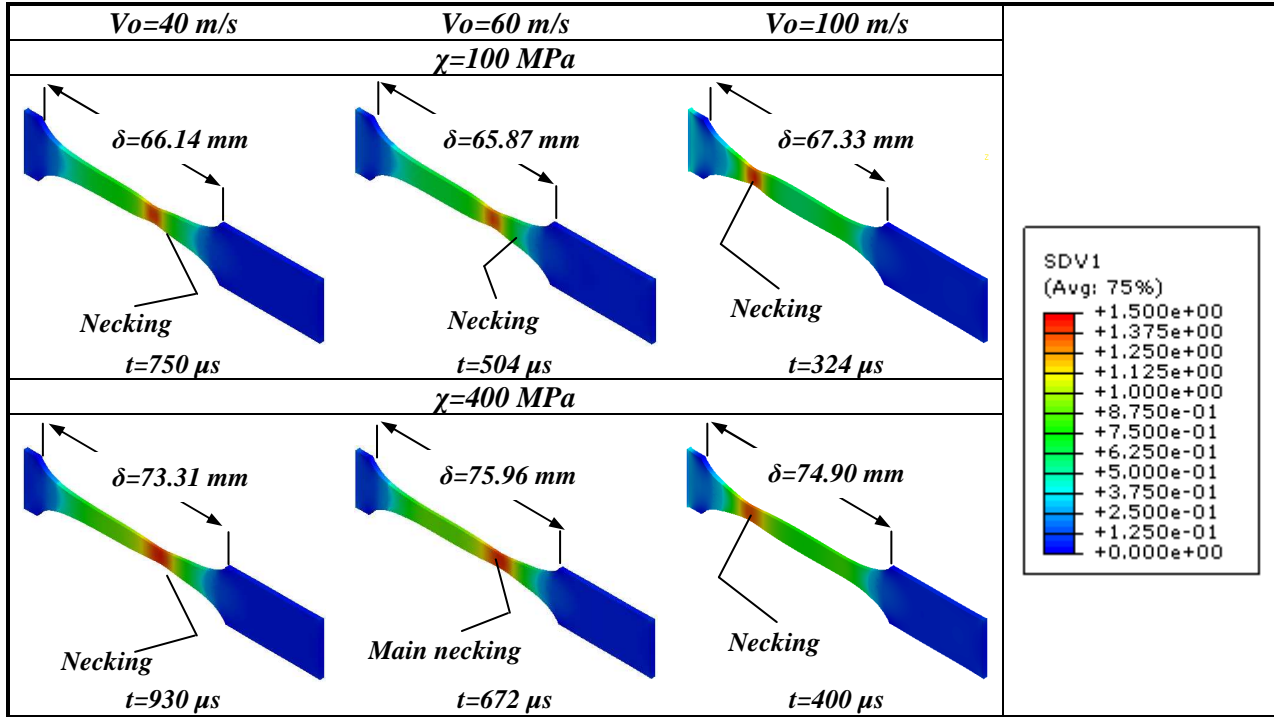 Vo=40 m/s Vo=60 m/s Vo=100 m/s
χ=100 MPa
δ=66.14 mm δ=65.87 mm δ=67.33 mm
Necking Necking Necking
t=750 μs t=504 μs t=324 μs
χ=400 MPa
δ=73.31 mm δ=75.96 mm δ=74.90 mm
Necking Main necking Necking
t=930 μs t=672 μs t=400 μs
SDV1
(Avg: 75%)
+1.500e+00
+1.375e+00
+1.250e+00
+1.125e+00
+1.000e+00
+8.750e-01
+7.500e-01
+6.250e-01
+5.000e-01
+3.750e-01
+2.500e-01
+1.250e-01
+0.000e+00